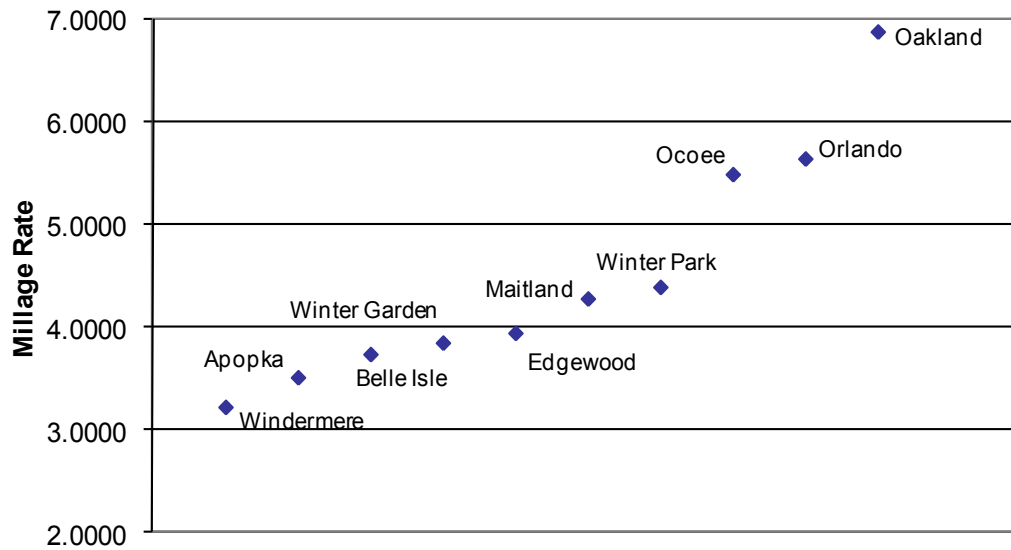 7.0000
Oakland
6.0000
Ocoee
Orlando
5.0000
Millage Rate
Winter Park
Maitland
Winter Garden
4.0000
Apopka
Belle Isle
Edgewood
Windermere
3.0000
2.0000